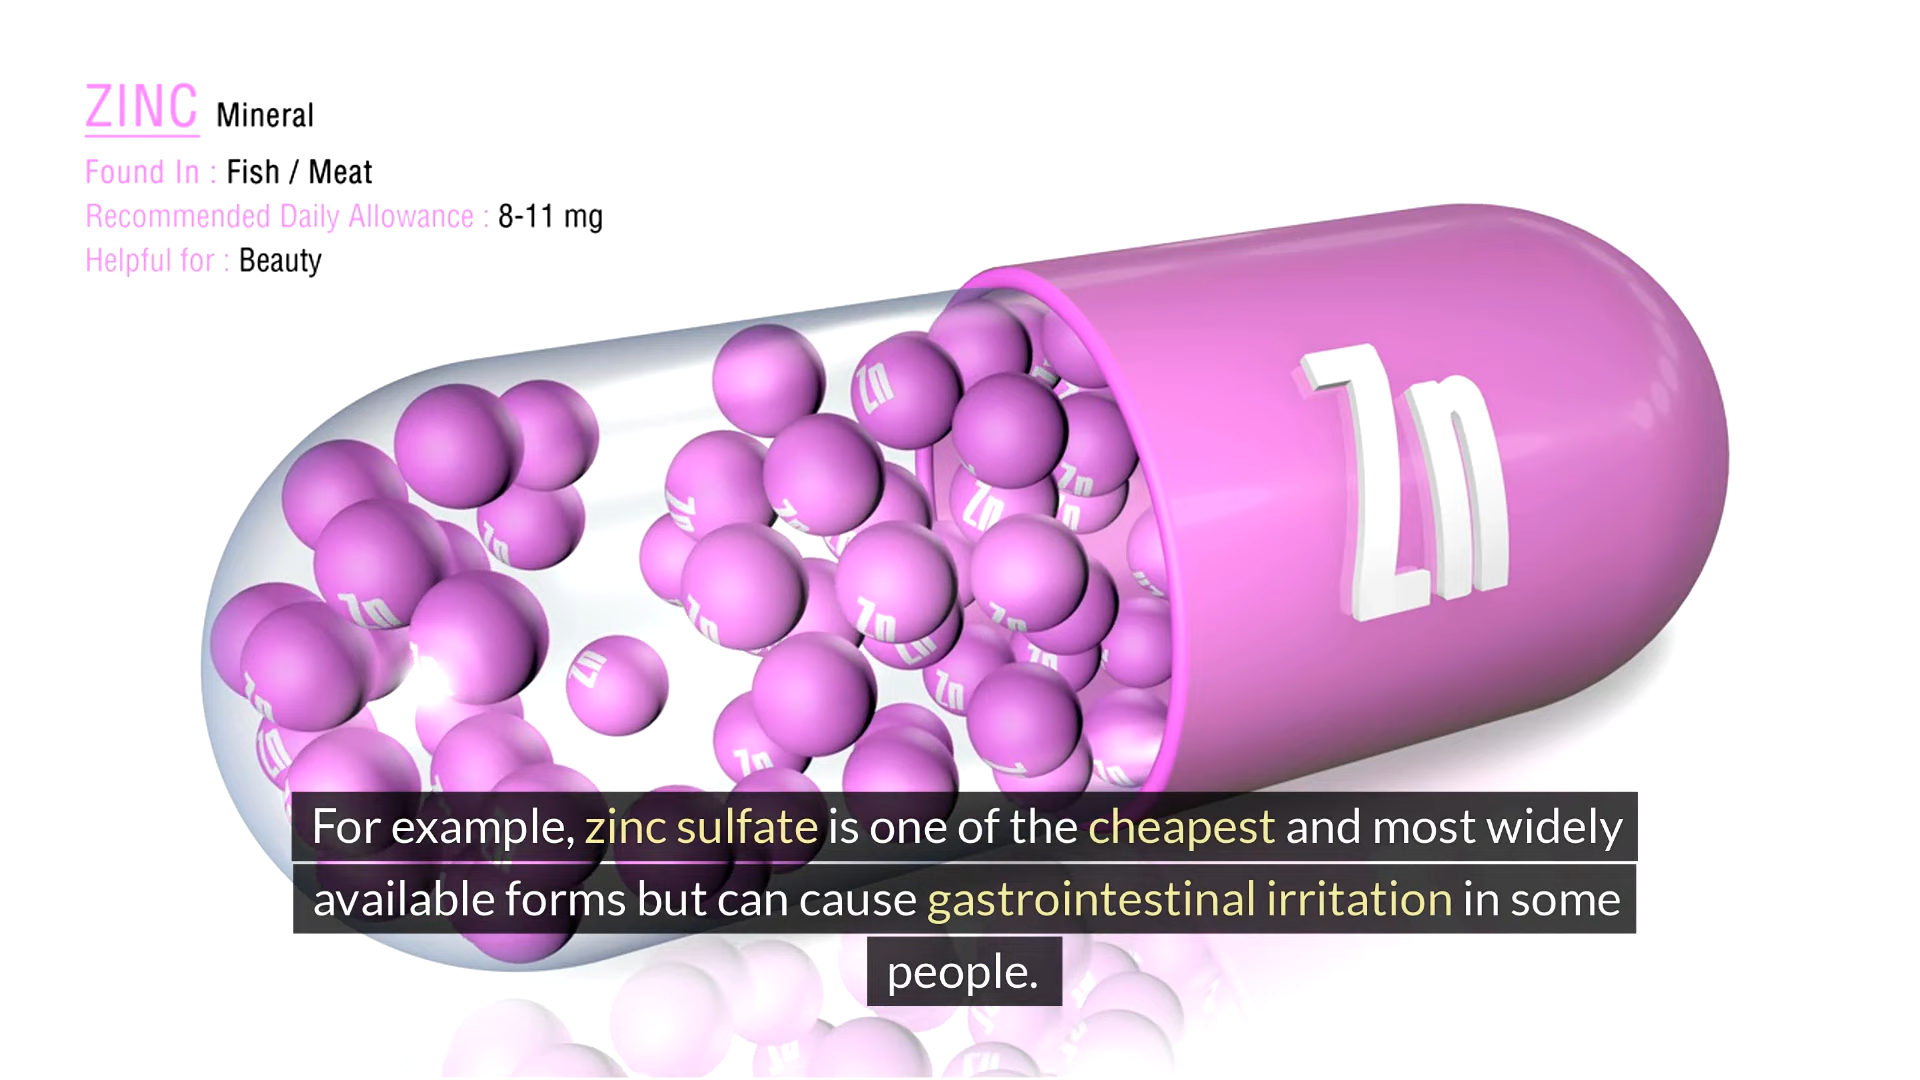 ZINC Mineral
Found In : Fish / Meat
Recommended Daily Allowance : 8-11 mg
Helpful for : Beauty
Zn
For example, zinc sulfate is one of the cheapest and most widely
available forms but can cause gastrointestinal irritation in some
people.